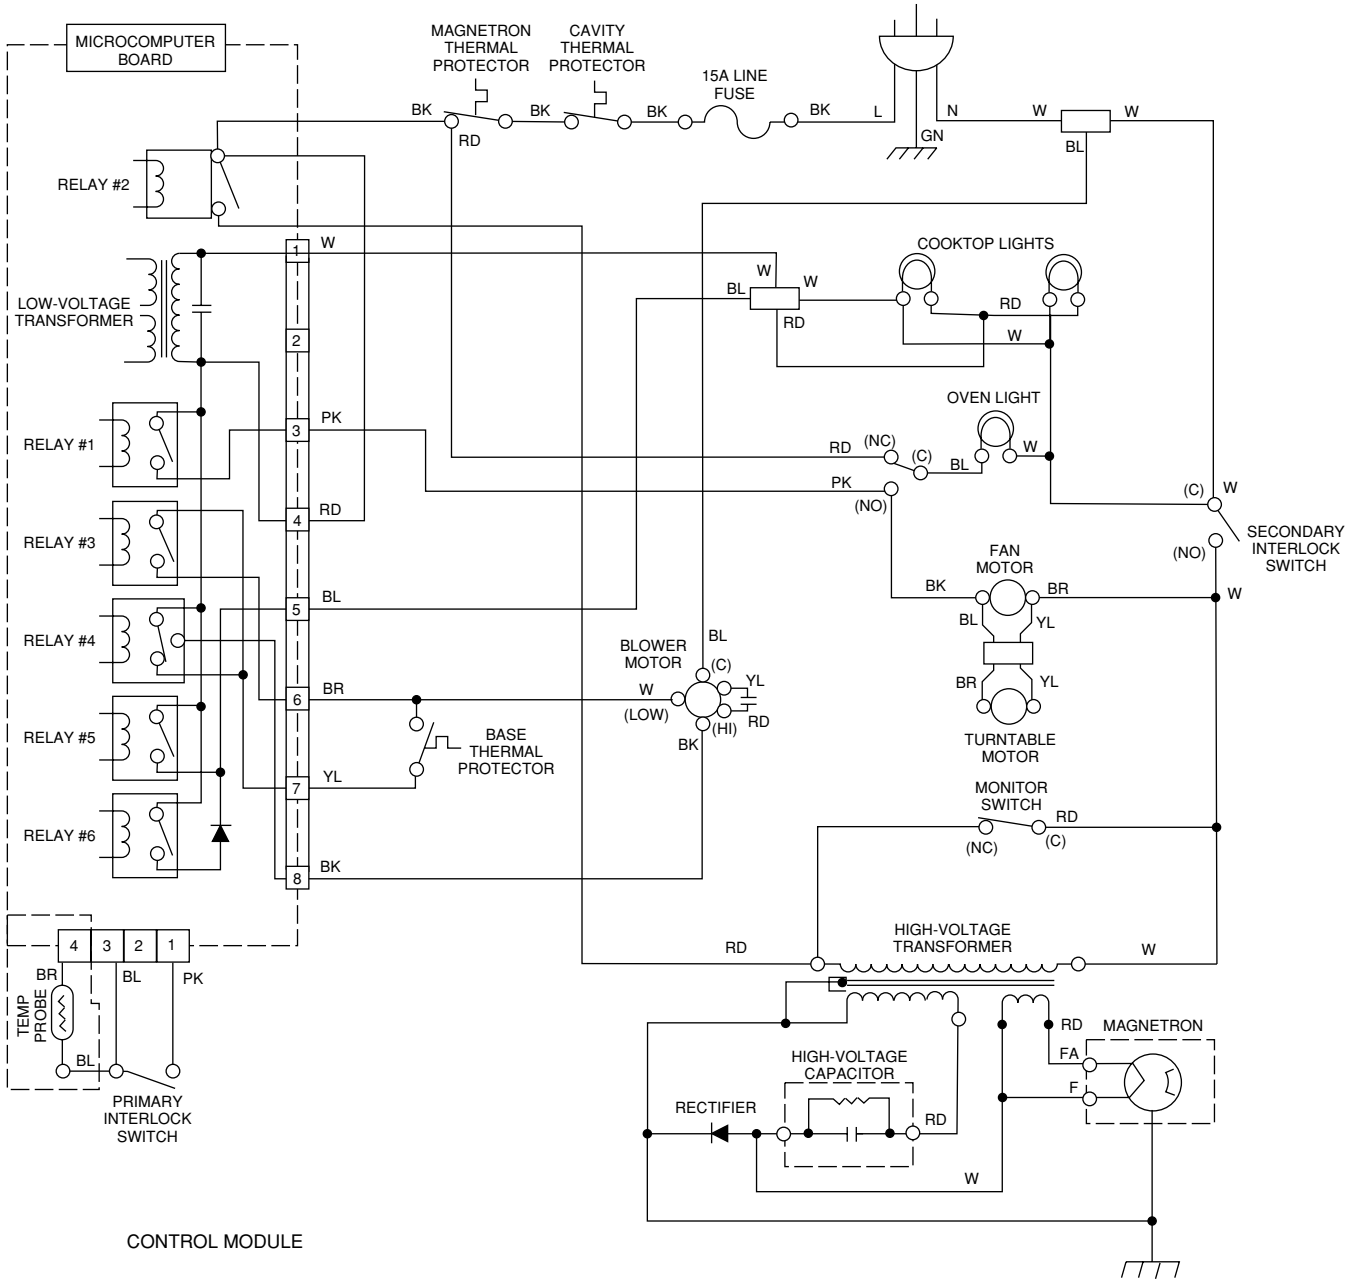 MICROCOMPUTER
BOARD
MAGNETRON
THERMAL
PROTECTOR
CAVITY
THERMAL
PROTECTOR
15A LINE
FUSE
BK
RD
BK
BK
BK
L
N
GN
W
W
BL
RELAY #2
1
W
COOKTOP LIGHTS
LOW-VOLTAGE
TRANSFORMER
W
BL
W
RD
RD
W
2
OVEN LIGHT
RELAY #1
3
PK
RD
(NC)
(C)
BL
W
PK
(NO)
(C)
W
4
RD
RELAY #3
SECONDARY
INTERLOCK
SWITCH
(NO)
FAN
MOTOR
BK
BR
W
5
BL
BL
YL
RELAY #4
BLOWER
MOTOR
BL
(C)
YL
W
(LOW)
(HI)
RD
BK
BR
YL
6
BR
TURNTABLE
MOTOR
RELAY #5
BASE
THERMAL
PROTECTOR
7
YL
MONITOR
SWITCH
RD
(NC)
(C)
RELAY #6
8
BK
4
3
2
1
BR
BL
PK
TEMP
PROBE
BL
PRIMARY
INTERLOCK
SWITCH
RD
HIGH-VOLTAGE
TRANSFORMER
W
RD
MAGNETRON
FA
F
HIGH-VOLTAGE
CAPACITOR
RECTIFIER
RD
W
CONTROL MODULE